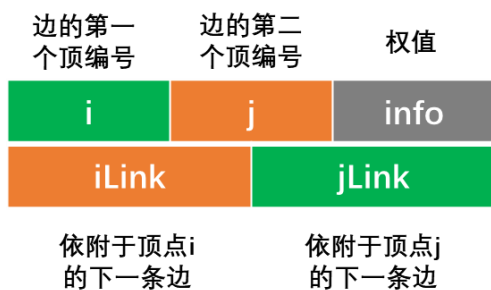 边的第一
个顶编号
边的第二
个顶编号
权值
i
j
info
iLink
jLink
依附于顶点i
的下一条边
依附于顶点j
的下一条边